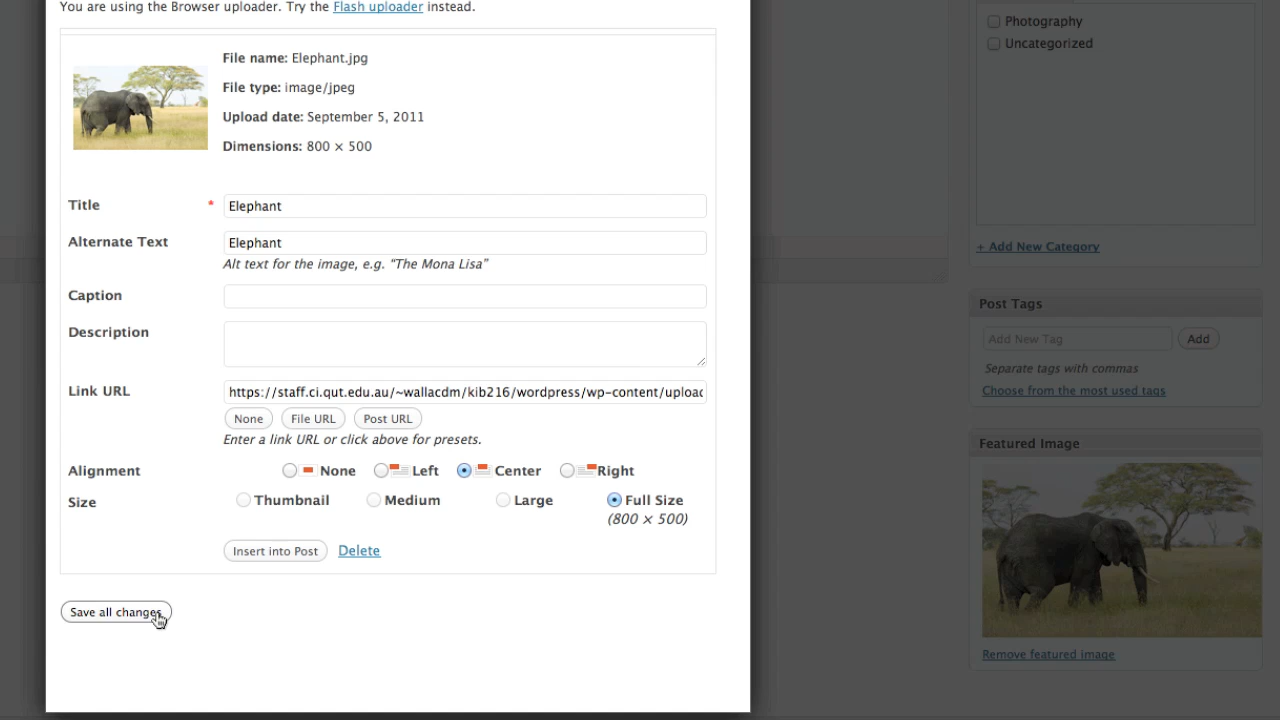 You are using the Browser uploader. Try the Flash uploader instead.
File name: Elephant.jpg
File type: image/jpeg
Upload date: September 5, 2011
Dimensions: 800 × 500
Title * Elephant
Alternate Text Elephant
Alt text for the image, e.g. “The Mona Lisa”
Caption
Description
Link URL https://staff.ci.qut.edu.au/~wallacdm/kib216/wordpress/wp-content/upload
None File URL Post URL
Enter a link URL or click above for presets.
Alignment None Left Center Right
Size Thumbnail Medium Large Full Size
(800 × 500)
Insert into Post Delete
Save all changes
Photography
Uncategorized
+ Add New Category
Post Tags
Add New Tag Add
Separate tags with commas
Choose from the most used tags
Featured Image
Remove featured image